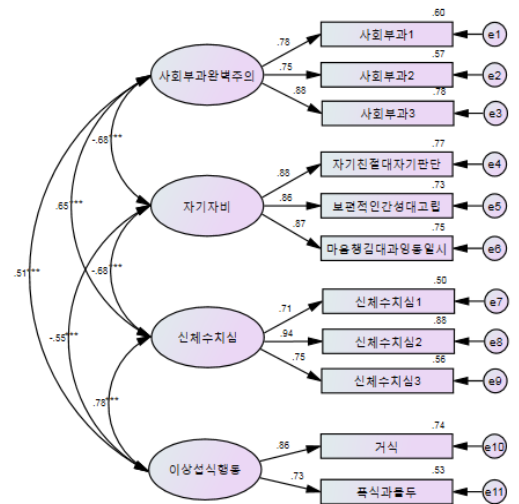 .60
.78
사회부과1
e1
.57
사회부과완벽주의
.75
사회부과2
e2
.78
.88
사회부과3
e3
-.68***
.77
.88
자기친절대자기판단
e4
.73
.65***
자기자비
.86
보편적인간성대고립
e5
.75
.87
마음챙김대과잉동일시
e6
.51***
-.68***
.50
.71
신체수치심1
e7
.88
-.55***
신체수치심
.94
신체수치심2
e8
.56
.75
신체수치심3
e9
.78***
.74
.86
거식
e10
이상섭식행동
.53
.73
폭식과몰두
e11